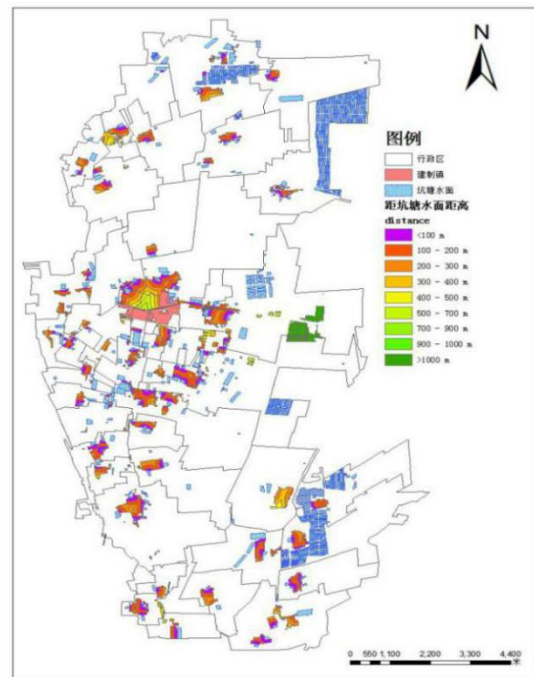 N
图例
行政区
建制镇
坑塘水面
距坑塘水面距离
distance
<100 m
100 - 200 m
200 - 300 m
300 - 400 m
400 - 500 m
500 - 700 m
700 - 900 m
900 - 1000 m
>1000 m
0 550 1,100 2,200 3,300 4,400
米